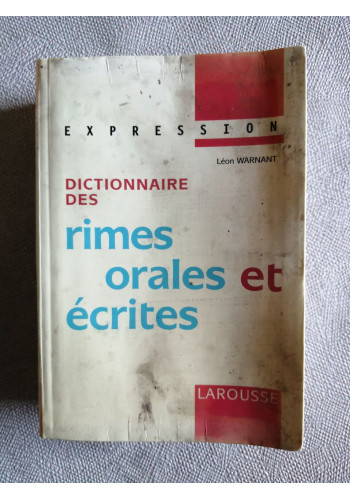 EXPRESSION
Léon WARNANT
DICTIONNAIRE
DES
rimes
orales et
écrites
LAROUSSE